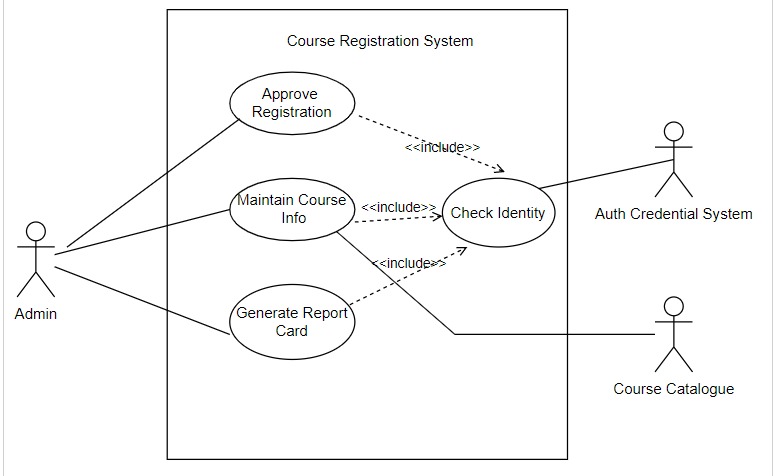 Course Registration System
Approve
Registration
<<include>>
Maintain Course
Info
<<include>>
Check Identity
Auth Credential System
<<include>>
Admin
Generate Report
Card
Course Catalogue